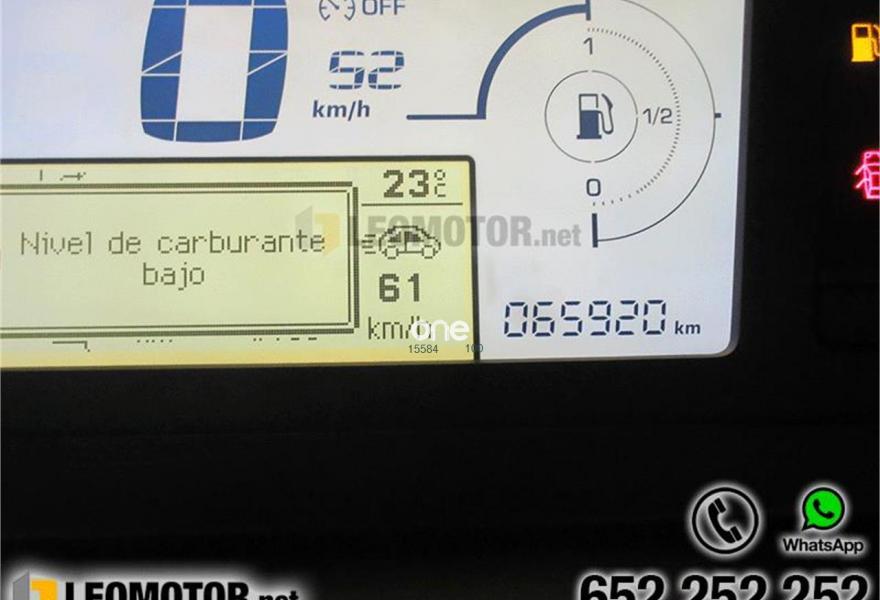 0
OFF
52
km/h
1
1/2
0
23°C
LEOMOTOR.net
Nivel de carburante
bajo
61
km/h
one
15584 100
065920 km
WhatsApp
LEOMOTOR.net
652 252 252